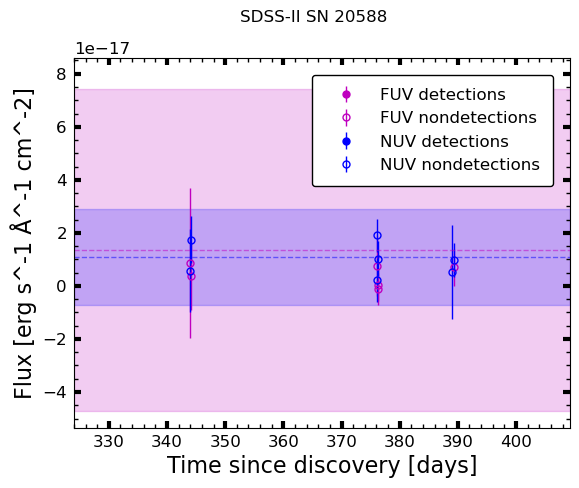 SDSS-II SN 20588
1e−17
FUV detections
FUV nondetections
NUV detections
NUV nondetections
8
6
4
2
0
−2
−4
Flux [erg s^-1 Å^-1 cm^-2]
330 340 350 360 370 380 390 400
Time since discovery [days]